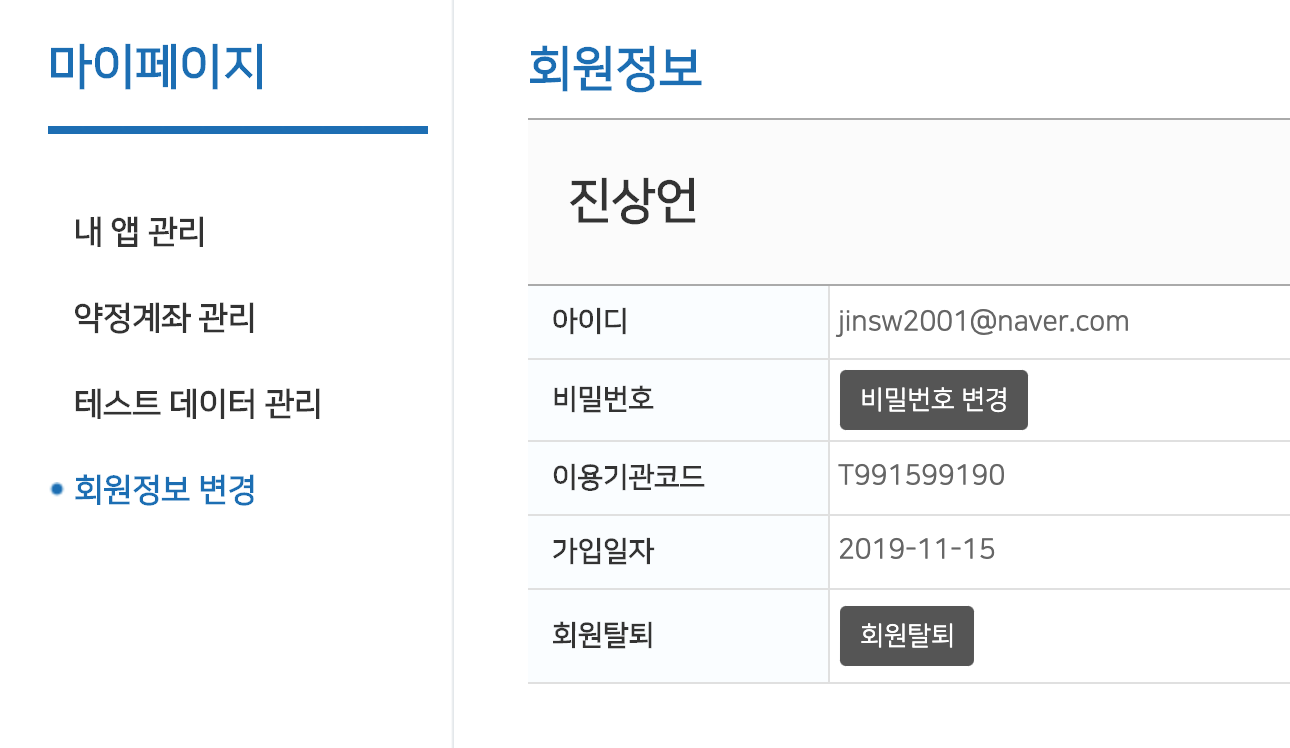 마이페이지
내 앱 관리
약정계좌 관리
테스트 데이터 관리
회원정보 변경
회원정보
진상언
아이디 jinsw2001@naver.com
비밀번호 비밀번호 변경
이용기관코드 T991599190
가입일자 2019-11-15
회원탈퇴 회원탈퇴